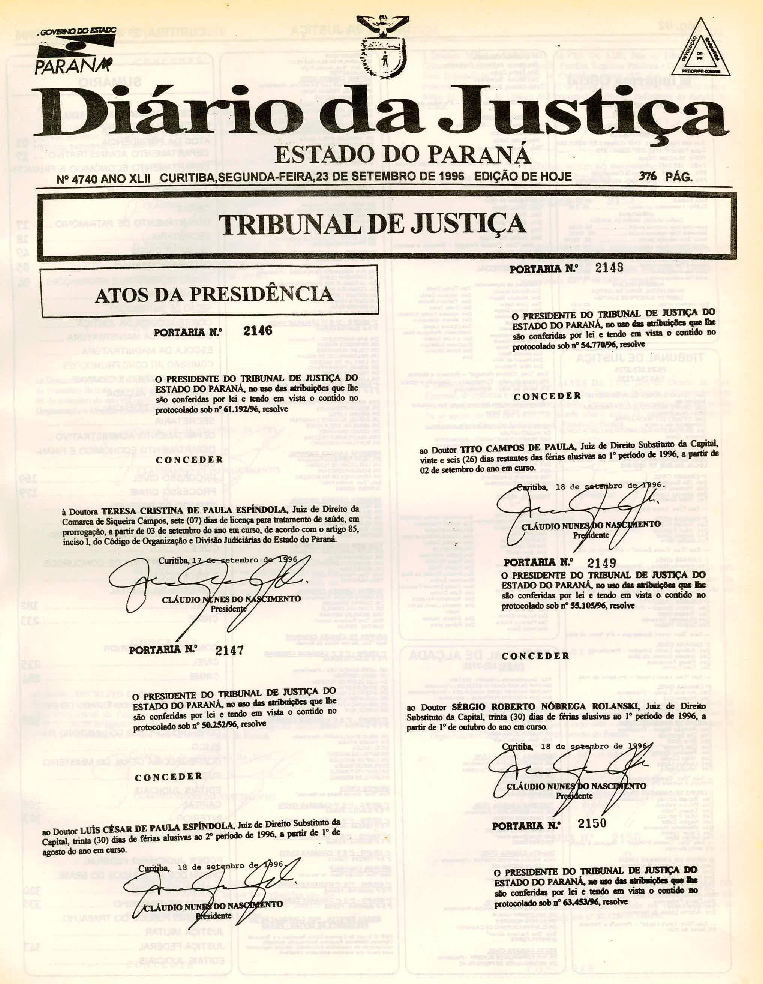 GOVERNO DO ESTADO
PARANÁ
Diário da Justiça
ESTADO DO PARANÁ
Nº 4740 ANO XLII CURITIBA,SEGUNDA-FEIRA,23 DE SETEMBRO DE 1996 EDIÇÃO DE HOJE 376 PÁG.
TRIBUNAL DE JUSTIÇA
ATOS DA PRESIDÊNCIA
PORTARIA N.º 2146
O PRESIDENTE DO TRIBUNAL DE JUSTIÇA DO
ESTADO DO PARANÁ, no uso das atribuições que lhe
são conferidas por lei e tendo em vista o contido no
protocolado sob nº 61.192/96, resolve
CONCEDER
à Doutora TERESA CRISTINA DE PAULA ESPÍNDOLA, Juiz de Direito da
Comarca de Siqueira Campos, sete (07) dias de licença para tratamento de saúde, em
prorrogação, a partir de 03 de setembro do ano em curso, de acordo com o artigo 85,
inciso I, do Código de Organização e Divisão Judiciárias do Estado do Paraná.
Curitiba, 17 de setembro de 1996.
CLÁUDIO NUNES DO NASCIMENTO
Presidente
PORTARIA N.º 2147
O PRESIDENTE DO TRIBUNAL DE JUSTIÇA DO
ESTADO DO PARANÁ, no uso das atribuições que lhe
são conferidas por lei e tendo em vista o contido no
protocolado sob nº 50.252/96, resolve
CONCEDER
ao Doutor LUÍS CÉSAR DE PAULA ESPÍNDOLA, Juiz de Direito Substituto da
Capital, trinta (30) dias de férias alusivas ao 2º período de 1996, a partir de 1º de
agosto do ano em curso.
Curitiba, 18 de setembro de 1996.
CLÁUDIO NUNES DO NASCIMENTO
Presidente
PORTARIA N.º 2148
O PRESIDENTE DO TRIBUNAL DE JUSTIÇA DO
ESTADO DO PARANÁ, no uso das atribuições que lhe
são conferidas por lei e tendo em vista o contido no
protocolado sob nº 54.770/96, resolve
CONCEDER
ao Doutor TITO CAMPOS DE PAULA, Juiz de Direito Substituto da Capital,
vinte e seis (26) dias restantes das férias alusivas ao 1º período de 1996, a partir de
02 de setembro do ano em curso.
Curitiba, 18 de setembro de 1996.
CLÁUDIO NUNES DO NASCIMENTO
Presidente
PORTARIA N.º 2149
O PRESIDENTE DO TRIBUNAL DE JUSTIÇA DO
ESTADO DO PARANÁ, no uso das atribuições que lhe
são conferidas por lei e tendo em vista o contido no
protocolado sob nº 55.105/96, resolve
CONCEDER
ao Doutor SÉRGIO ROBERTO NÓBREGA ROLANSKI, Juiz de Direito
Substituto da Capital, trinta (30) dias de férias alusivas ao 1º período de 1996, a
partir de 1º de outubro do ano em curso.
Curitiba, 18 de setembro de 1996.
CLÁUDIO NUNES DO NASCIMENTO
Presidente
PORTARIA N.º 2150
O PRESIDENTE DO TRIBUNAL DE JUSTIÇA DO
ESTADO DO PARANÁ, no uso das atribuições que lhe
são conferidas por lei e tendo em vista o contido no
protocolado sob nº 63.453/96, resolve